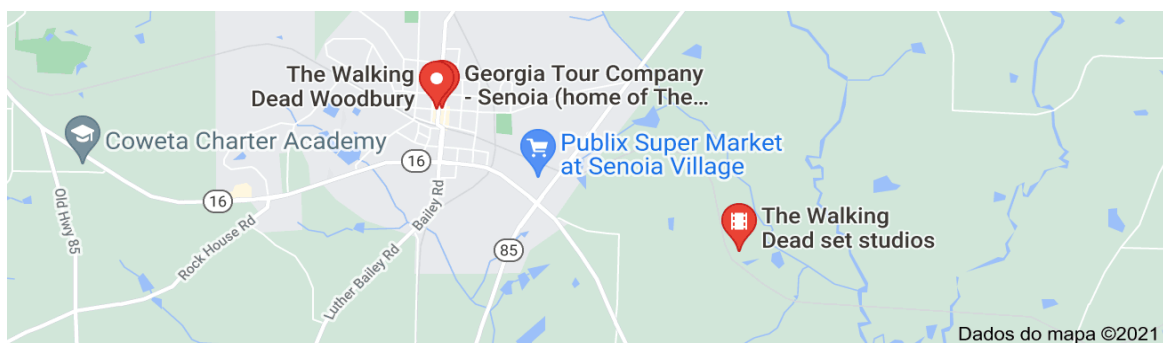 The Walking
Dead Woodbury
Georgia Tour Company
- Senoia (home of The...
Coweta Charter Academy
Publix Super Market
at Senoia Village
16
16
Old Hwy 85
Rock House Rd
Bailey Rd
Luther Bailey Rd
85
The Walking
Dead set studios
Dados do mapa ©2021